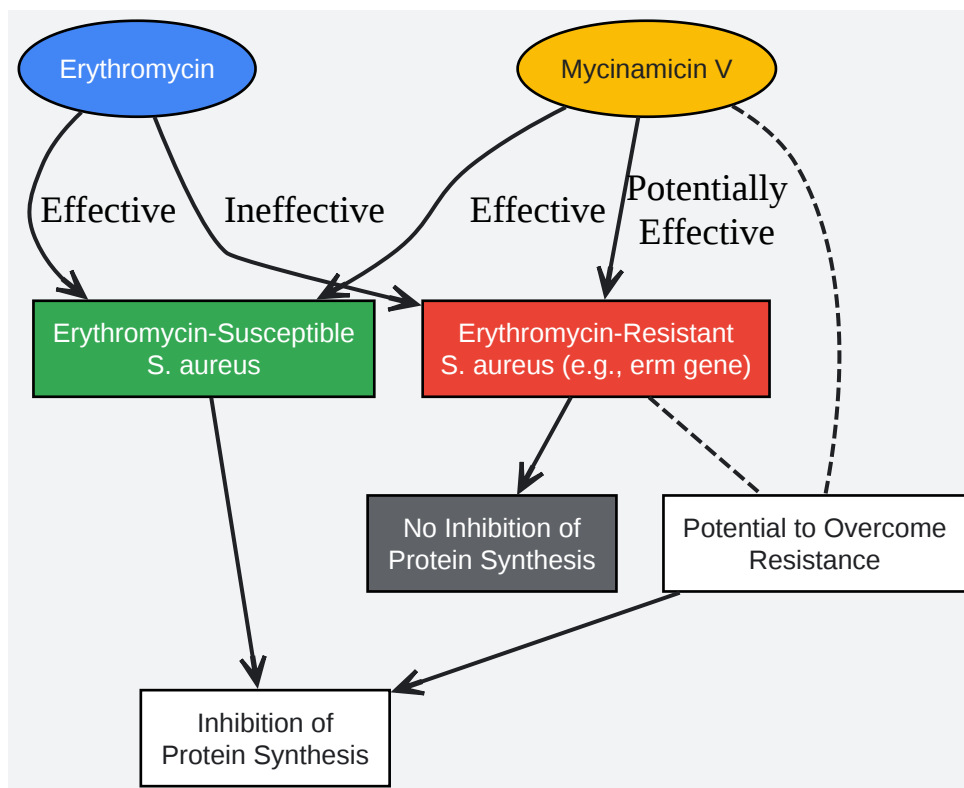 Erythromycin
Mycinamicin V
Effective
Ineffective
Effective
Potentially
Effective
Erythromycin-Susceptible
S. aureus
Erythromycin-Resistant
S. aureus (e.g., erm gene)
No Inhibition of
Protein Synthesis
Potential to Overcome
Resistance
Inhibition of
Protein Synthesis